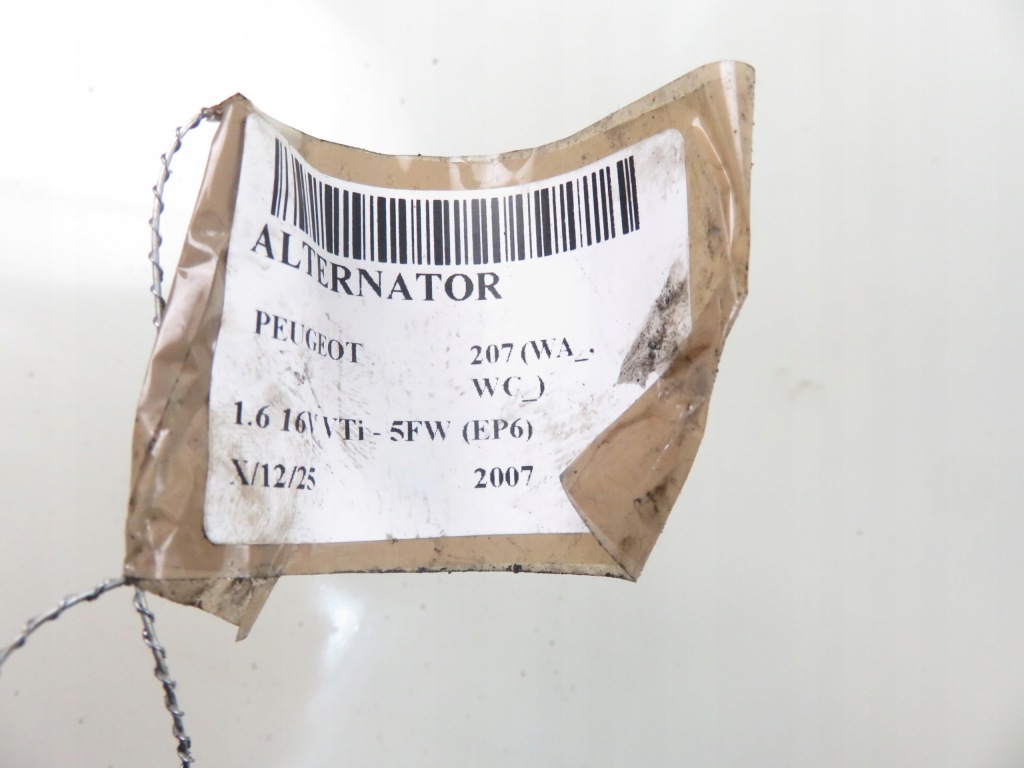 ALTERNATOR
PEUGEOT 207 (WA_,
WC_)
1.6 16V VTi - 5FW (EP6)
X/12/25 2007